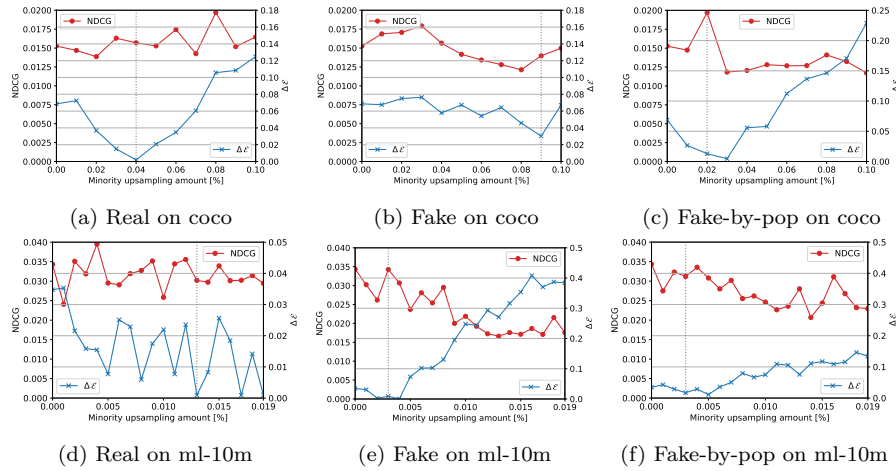 NDCG
Δℰ
0.0200
0.0175
0.0150
0.0125
0.0100
0.0075
0.0050
0.0025
0.0000
NDCG
0.18
0.16
0.14
0.12
0.10
0.08
0.06
0.04
0.02
0.00
Δℰ
0.00 0.02 0.04 0.06 0.08 0.10
Minority upsampling amount [%]
(a) Real on coco
NDCG
Δℰ
0.0200
0.0175
0.0150
0.0125
0.0100
0.0075
0.0050
0.0025
0.0000
NDCG
0.18
0.16
0.14
0.12
0.10
0.08
0.06
0.04
0.02
0.00
Δℰ
0.00 0.02 0.04 0.06 0.08 0.10
Minority upsampling amount [%]
(b) Fake on coco
NDCG
Δℰ
0.0200
0.0175
0.0150
0.0125
0.0100
0.0075
0.0050
0.0025
0.0000
NDCG
0.25
0.20
0.15
0.10
0.05
0.00
Δℰ
0.00 0.02 0.04 0.06 0.08 0.10
Minority upsampling amount [%]
(c) Fake-by-pop on coco
NDCG
Δℰ
0.040
0.035
0.030
0.025
0.020
0.015
0.010
0.005
0.000
NDCG
0.05
0.04
0.03
0.02
0.01
0.00
Δℰ
0.000 0.005 0.010 0.015 0.019
Minority upsampling amount [%]
(d) Real on ml-10m
NDCG
Δℰ
0.040
0.035
0.030
0.025
0.020
0.015
0.010
0.005
0.000
NDCG
0.5
0.4
0.3
0.2
0.1
0.0
Δℰ
0.000 0.005 0.010 0.015 0.019
Minority upsampling amount [%]
(e) Fake on ml-10m
NDCG
Δℰ
0.040
0.035
0.030
0.025
0.020
0.015
0.010
0.005
0.000
NDCG
0.5
0.4
0.3
0.2
0.1
0.0
Δℰ
0.000 0.005 0.010 0.015 0.019
Minority upsampling amount [%]
(f) Fake-by-pop on ml-10m